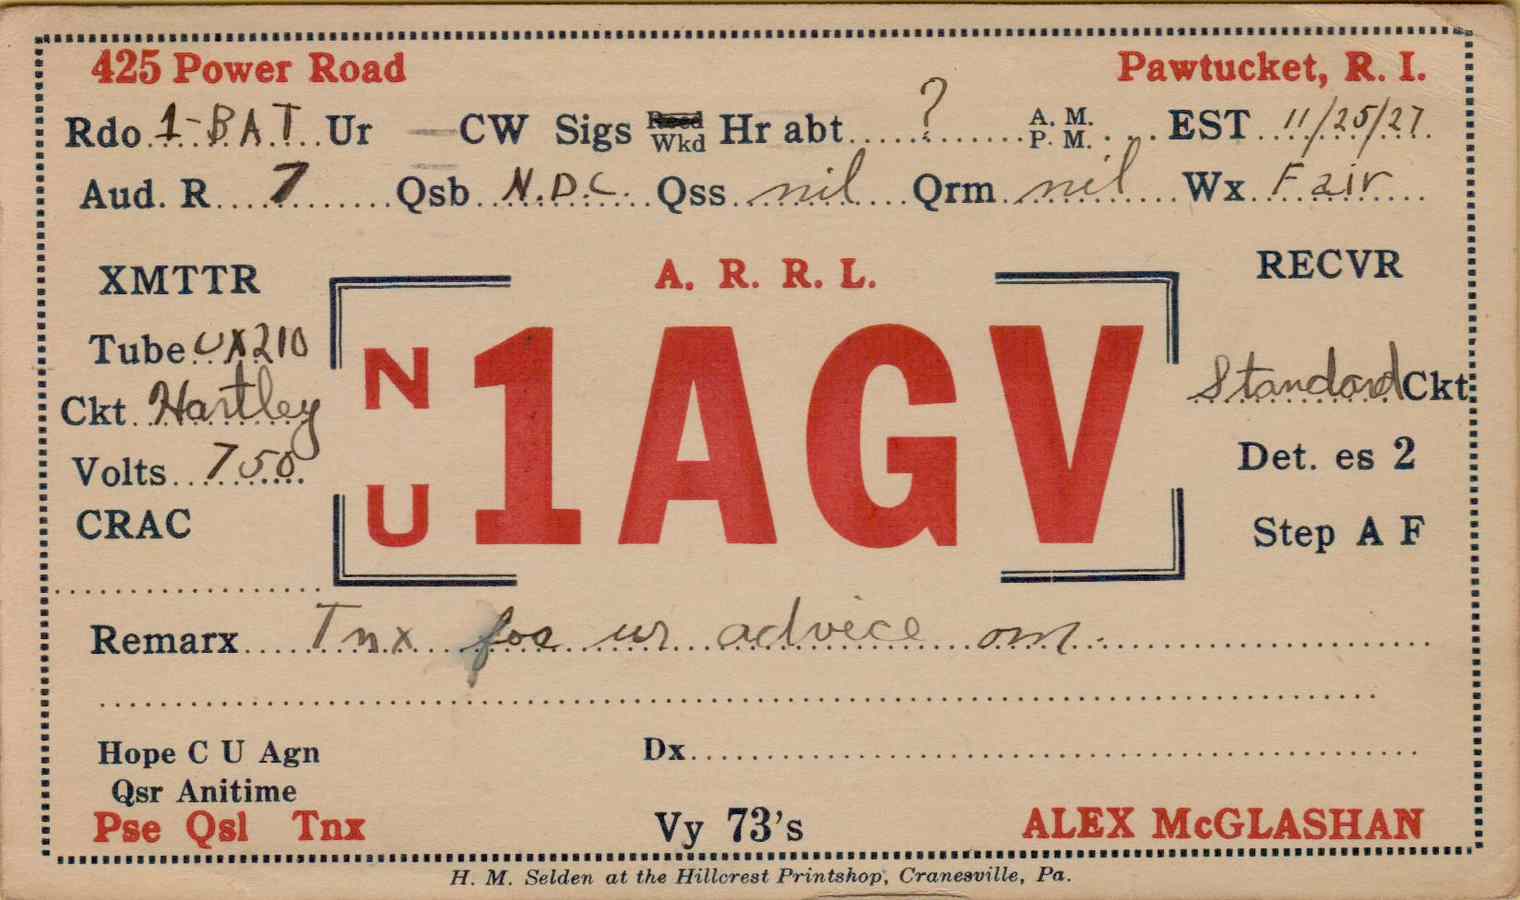 425 Power Road Pawtucket, R. I.
Rdo 1-BAT Ur — CW Sigs Recd Wkd Hr abt ? A. M. P. M. EST 11/25/27
Aud. R 7 Qsb N.D.C. Qss nil Qrm nil Wx Fair
XMTTR A. R. R. L. RECVR
Tube UX210
Ckt Hartley
Volts 750
CRAC
NU 1AGV
Standard Ckt
Det. es 2
Step A F
Remarx Tnx for ur advice om.
Hope C U Agn Dx
Qsr Anitime
Pse Qsl Tnx Vy 73's ALEX McGLASHAN
H. M. Selden at the Hillcrest Printshop, Cranesville, Pa.